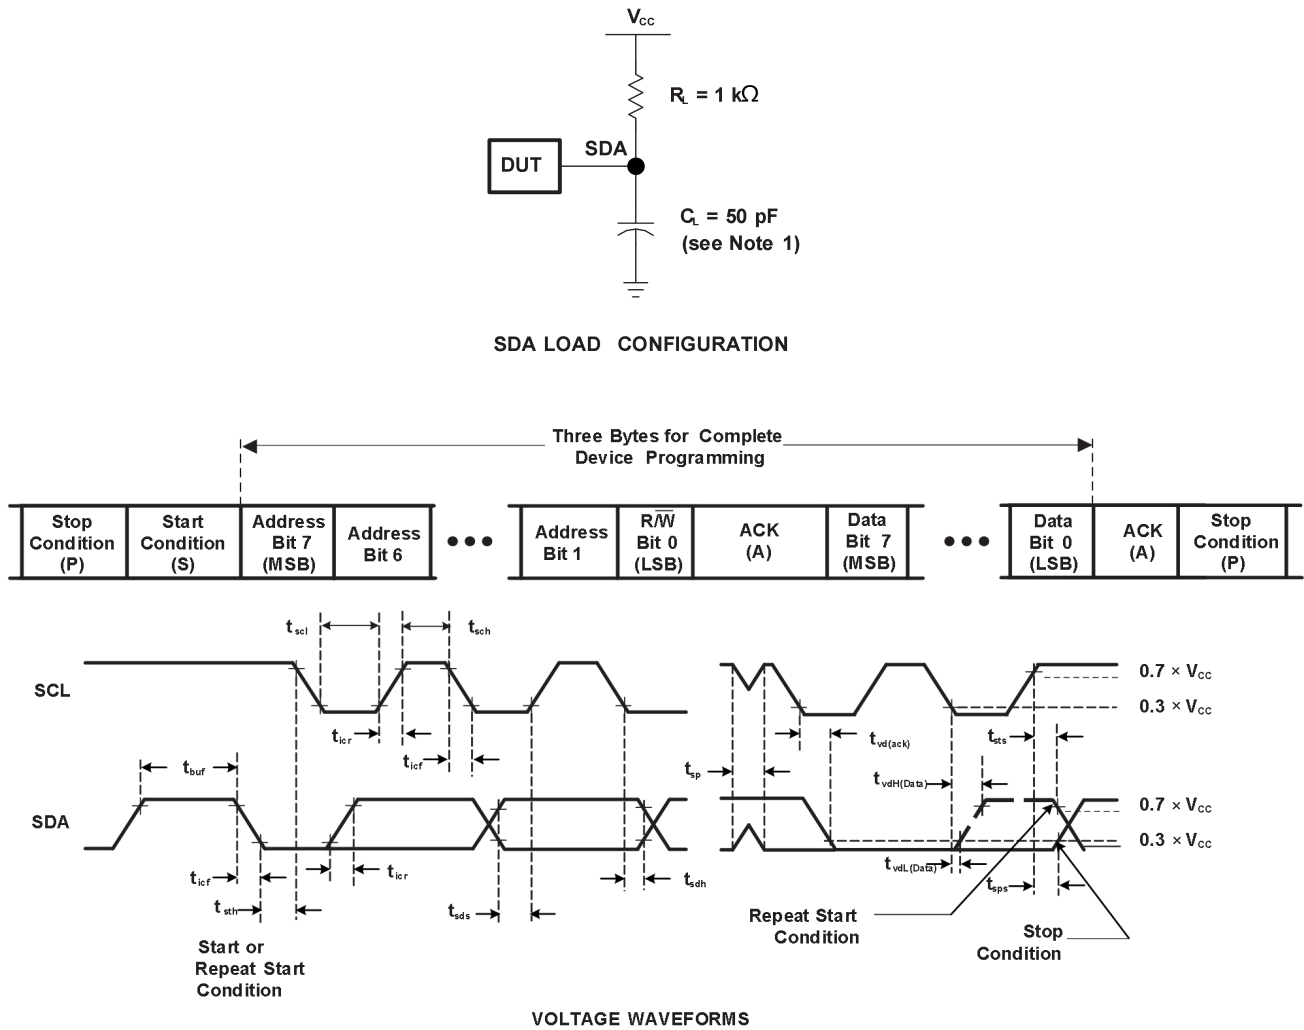 VCC
RL = 1 kΩ
SDA
DUT
CL = 50 pF
(see Note 1)
SDA LOAD CONFIGURATION
Three Bytes for Complete
Device Programming
Stop
Condition
(P)
Start
Condition
(S)
Address
Bit 7
(MSB)
Address
Bit 6
•••
Address
Bit 1
R/W̅
Bit 0
(LSB)
ACK
(A)
Data
Bit 7
(MSB)
•••
Data
Bit 0
(LSB)
ACK
(A)
Stop
Condition
(P)
tscl
tsch
SCL
0.7 × VCC
0.3 × VCC
ticr
ticf
tvd(ack)
tsts
tbuf
tsp
tvdH(Data)
SDA
0.7 × VCC
0.3 × VCC
ticf
ticr
tsdh
tvdL(Data)
tsps
tsth
tsds
Start or
Repeat Start
Condition
Repeat Start
Condition
Stop
Condition
VOLTAGE WAVEFORMS